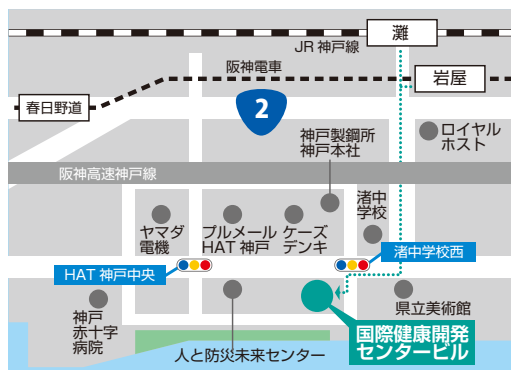 灘
JR 神戸線
阪神電車
岩屋
春日野道
2
神戸製鋼所
神戸本社
ロイヤル
ホスト
阪神高速神戸線
渚中
学校
ヤマダ
電機
ブルメール
HAT 神戸
ケーズ
デンキ
渚中学校西
HAT 神戸中央
県立美術館
神戸
赤十字
病院
国際健康開発
センタービル
人と防災未来センター